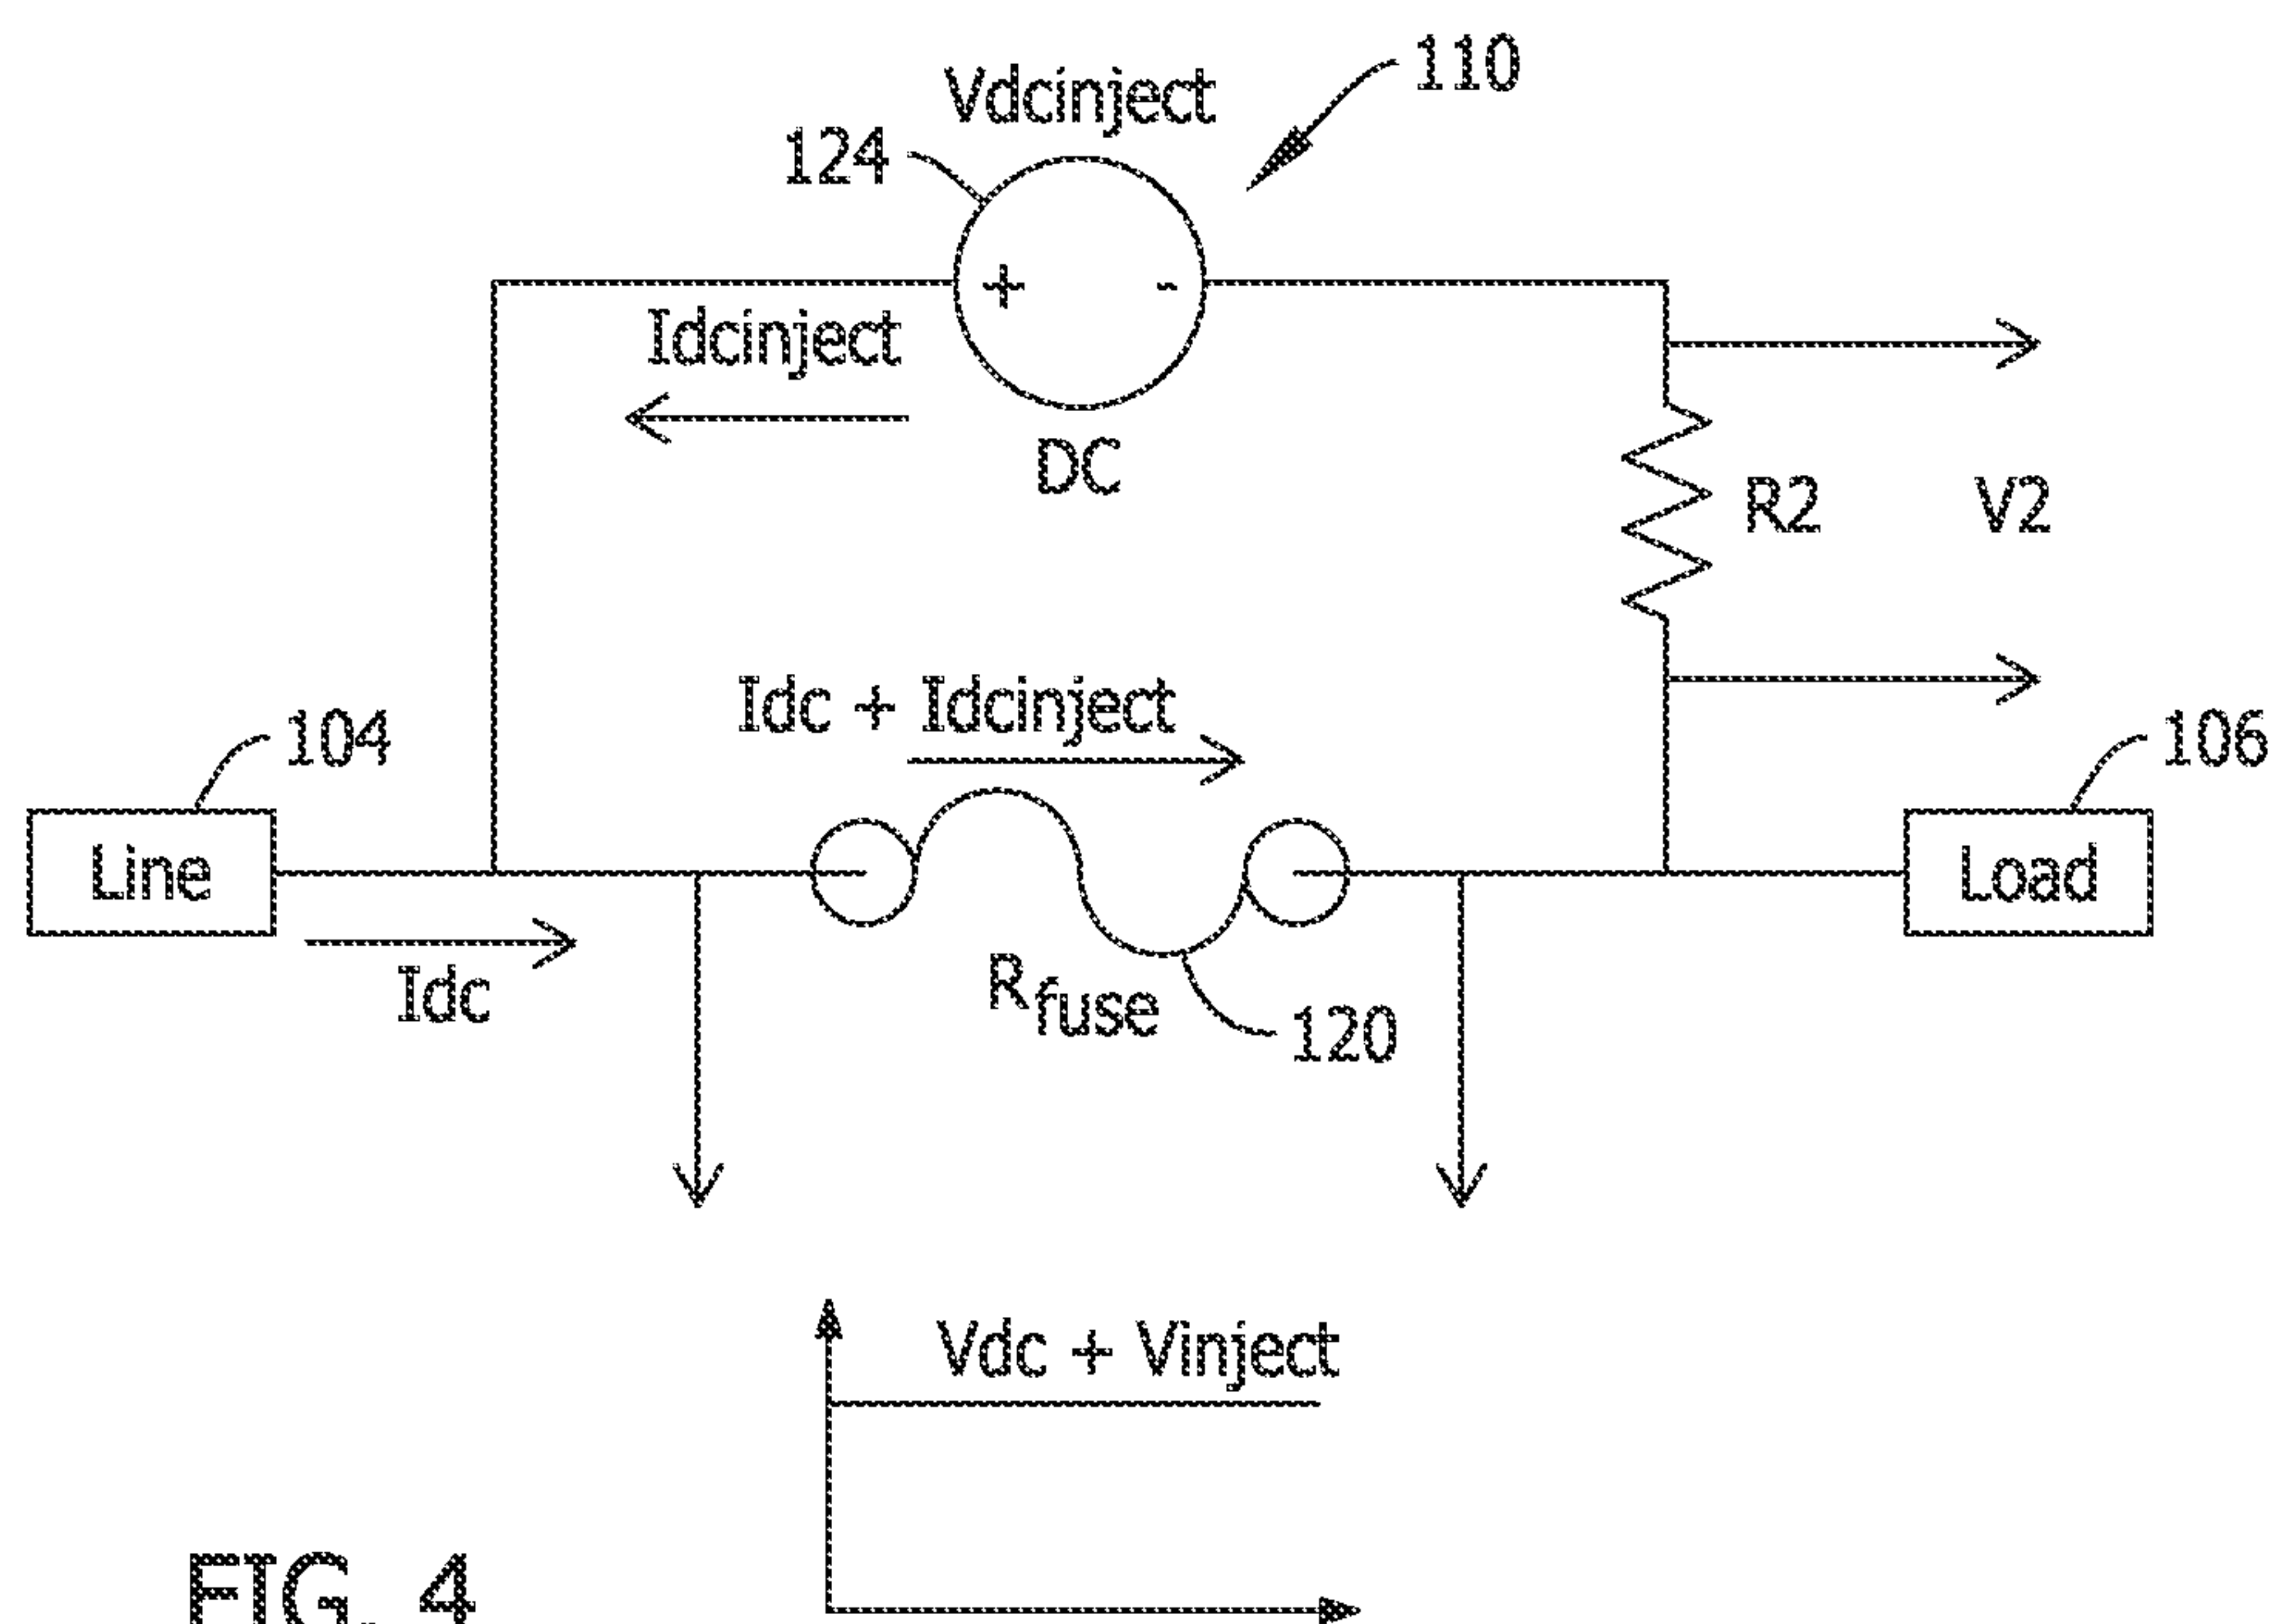 110
Vdcinject
124
+ -
Idcinject
DC
R2
V2
Idc + Idcinject
104
106
Line
Load
Idc
Rfuse
120
Vdc + Vinject
FIG. 4